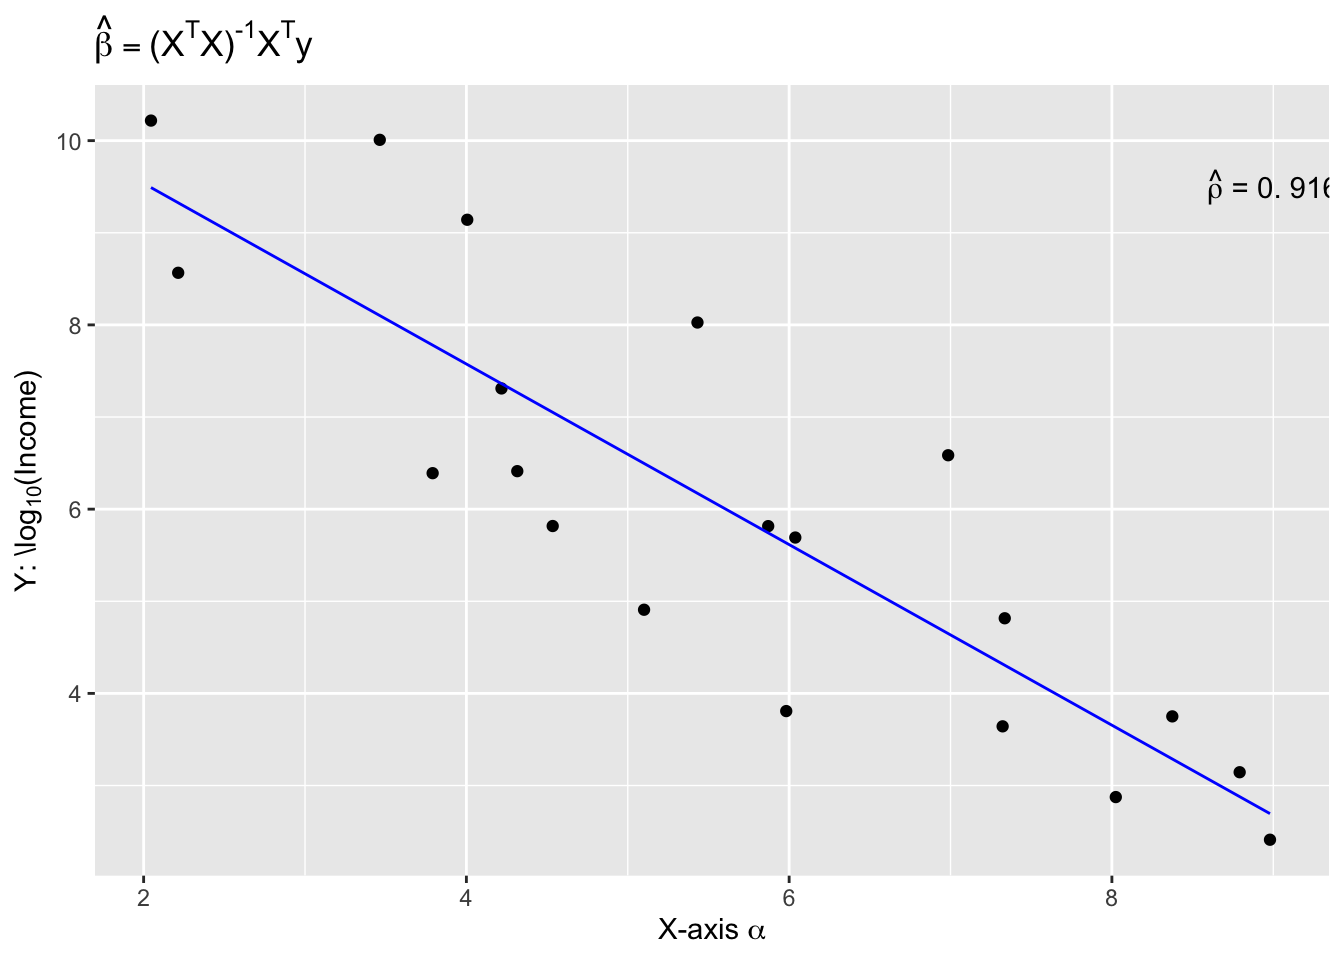 β̂ = (XᵀX)⁻¹Xᵀy
10
8
6
4
ρ̂ = 0. 916
Y: \log₁₀(Income)
2 4 6 8
X-axis α